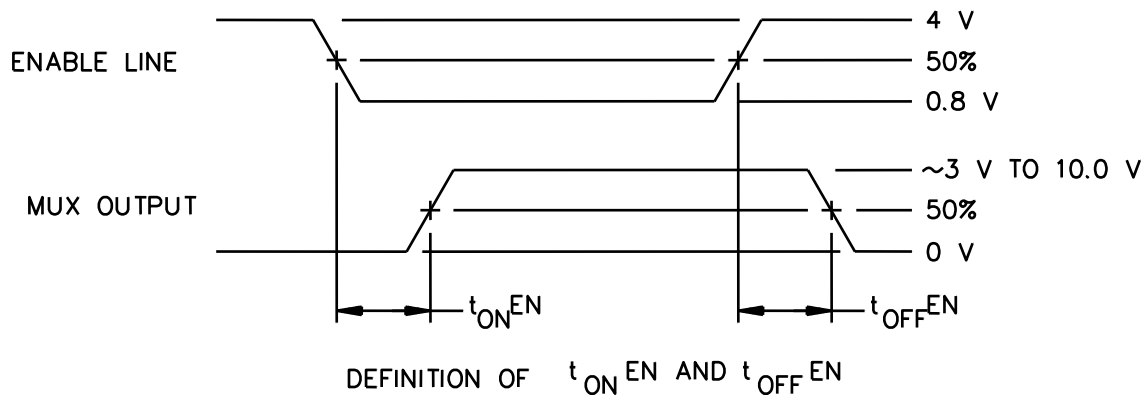 4 V
ENABLE LINE
50%
0.8 V
~3 V TO 10.0 V
MUX OUTPUT
50%
0 V
tONEN
tOFFEN
DEFINITION OF tON EN AND tOFF EN